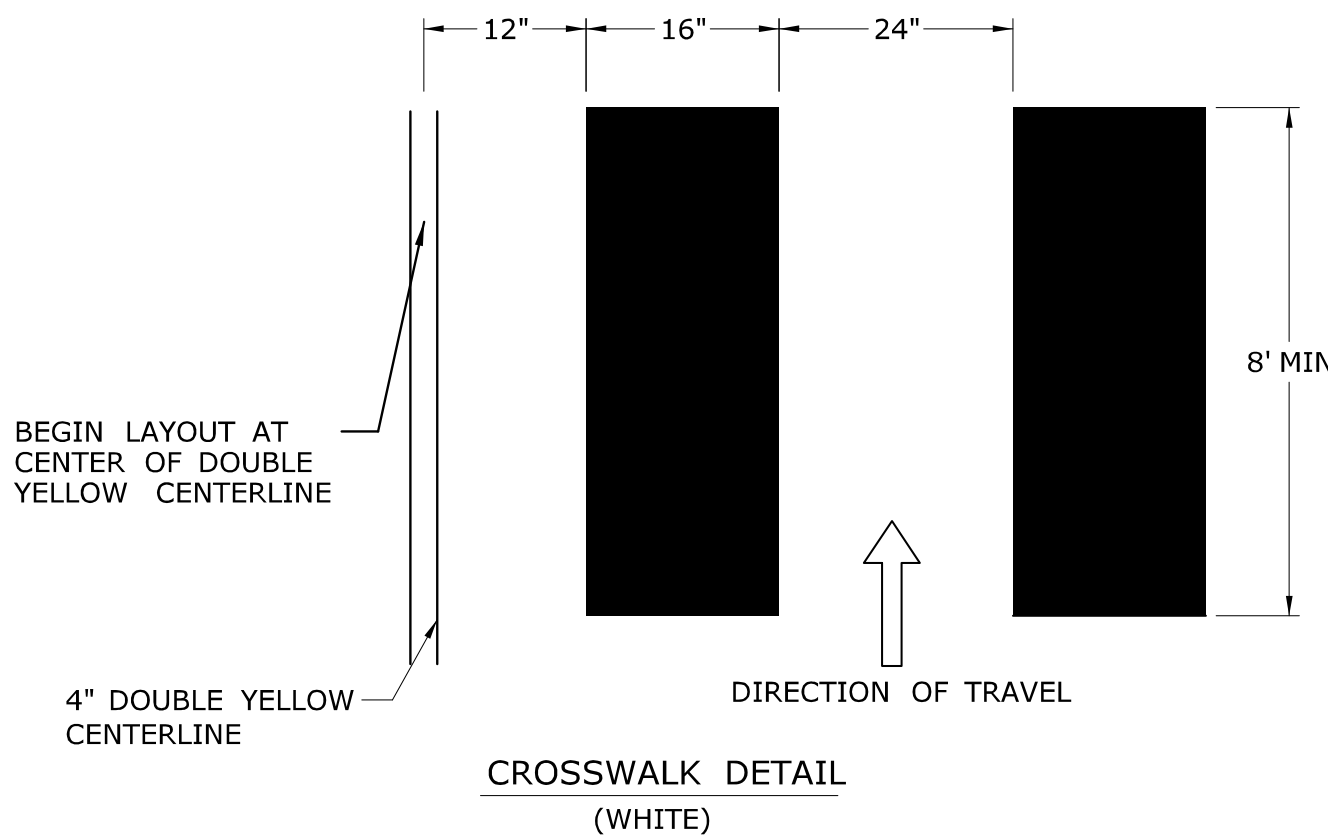 12" 16" 24"
8' MIN
BEGIN LAYOUT AT
CENTER OF DOUBLE
YELLOW CENTERLINE
4" DOUBLE YELLOW
CENTERLINE
DIRECTION OF TRAVEL
CROSSWALK DETAIL
(WHITE)